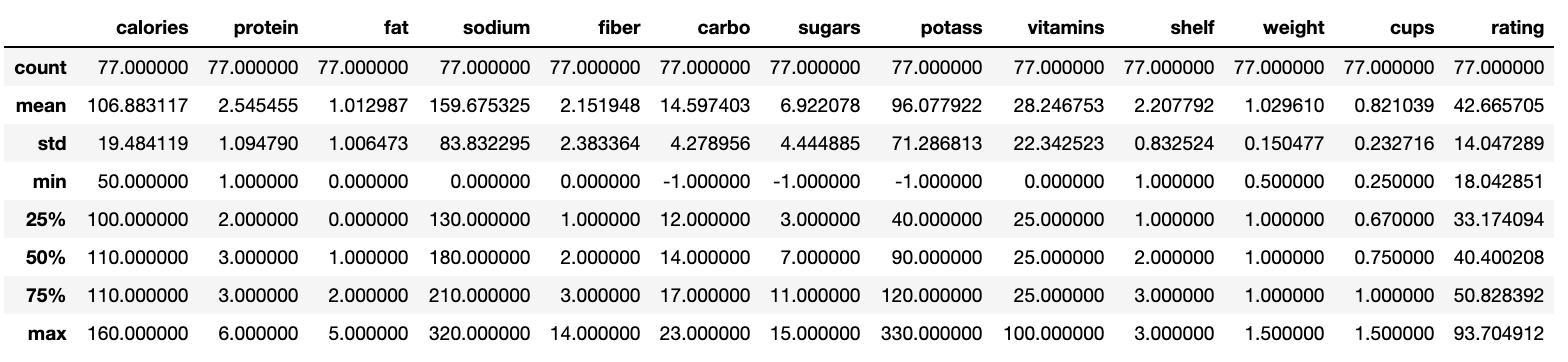 calories protein fat sodium fiber carbo sugars potass vitamins shelf weight cups rating
count 77.000000 77.000000 77.000000 77.000000 77.000000 77.000000 77.000000 77.000000 77.000000 77.000000 77.000000 77.000000 77.000000
mean 106.883117 2.545455 1.012987 159.675325 2.151948 14.597403 6.922078 96.077922 28.246753 2.207792 1.029610 0.821039 42.665705
std 19.484119 1.094790 1.006473 83.832295 2.383364 4.278956 4.444885 71.286813 22.342523 0.832524 0.150477 0.232716 14.047289
min 50.000000 1.000000 0.000000 0.000000 0.000000 -1.000000 -1.000000 -1.000000 0.000000 1.000000 0.500000 0.250000 18.042851
25% 100.000000 2.000000 0.000000 130.000000 1.000000 12.000000 3.000000 40.000000 25.000000 1.000000 1.000000 0.670000 33.174094
50% 110.000000 3.000000 1.000000 180.000000 2.000000 14.000000 7.000000 90.000000 25.000000 2.000000 1.000000 0.750000 40.400208
75% 110.000000 3.000000 2.000000 210.000000 3.000000 17.000000 11.000000 120.000000 25.000000 3.000000 1.000000 1.000000 50.828392
max 160.000000 6.000000 5.000000 320.000000 14.000000 23.000000 15.000000 330.000000 100.000000 3.000000 1.500000 1.500000 93.704912